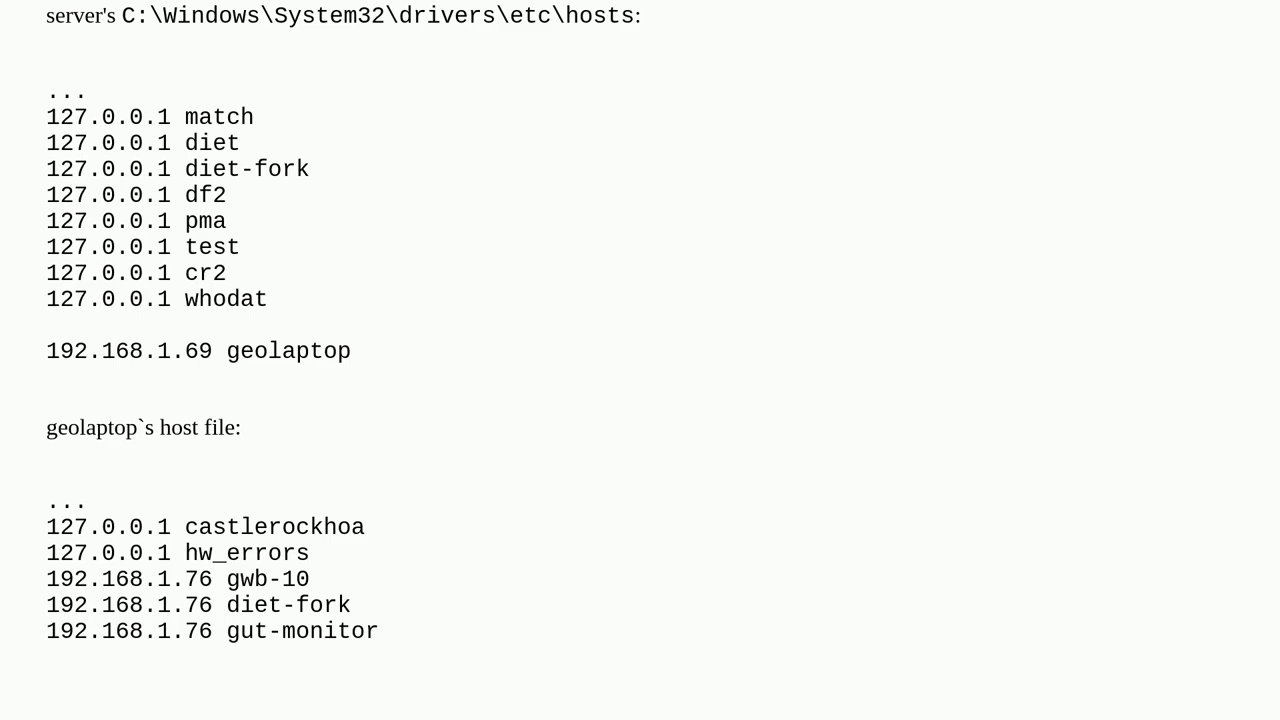 server's C:\Windows\System32\drivers\etc\hosts:
...
127.0.0.1 match
127.0.0.1 diet
127.0.0.1 diet-fork
127.0.0.1 df2
127.0.0.1 pma
127.0.0.1 test
127.0.0.1 cr2
127.0.0.1 whodat
192.168.1.69 geolaptop
geolaptop`s host file:
...
127.0.0.1 castlerockhoa
127.0.0.1 hw_errors
192.168.1.76 gwb-10
192.168.1.76 diet-fork
192.168.1.76 gut-monitor